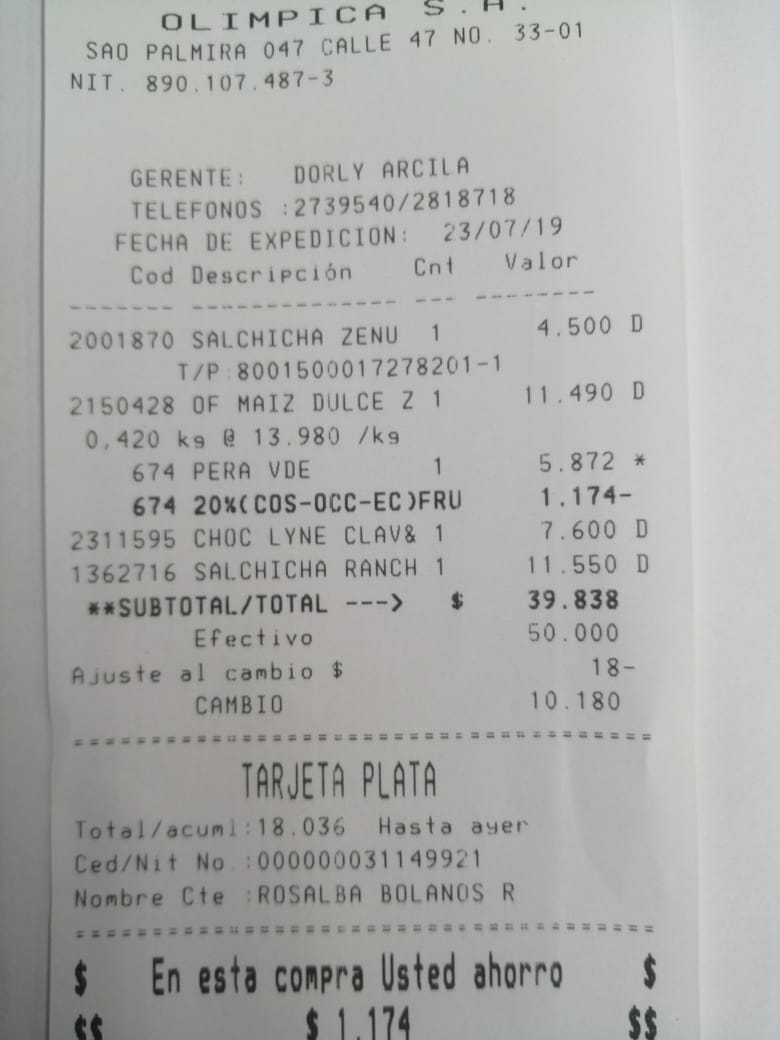 OLIMPICA S.A.
SAO PALMIRA 047 CALLE 47 NO. 33-01
NIT. 890.107.487-3
GERENTE: DORLY ARCILA
TELEFONOS :2739540/2818718
FECHA DE EXPEDICION: 23/07/19
Cod Descripción Cnt Valor
------- ------------- --- --------
2001870 SALCHICHA ZENU 1 4.500 D
T/P:8001500017278201-1
2150428 OF MAIZ DULCE Z 1 11.490 D
0,420 kg @ 13.980 /kg
674 PERA VDE 1 5.872 *
674 20%(COS-OCC-EC)FRU 1.174-
2311595 CHOC LYNE CLAV& 1 7.600 D
1362716 SALCHICHA RANCH 1 11.550 D
**SUBTOTAL/TOTAL ---> $ 39.838
Efectivo 50.000
Ajuste al cambio $ 18-
CAMBIO 10.180
======================================
TARJETA PLATA
Total/acuml:18.036 Hasta ayer
Ced/Nit No.:000000031149921
Nombre Cte :ROSALBA BOLANOS R
======================================
$ En esta compra Usted ahorro $
$$ $ 1.174 $$